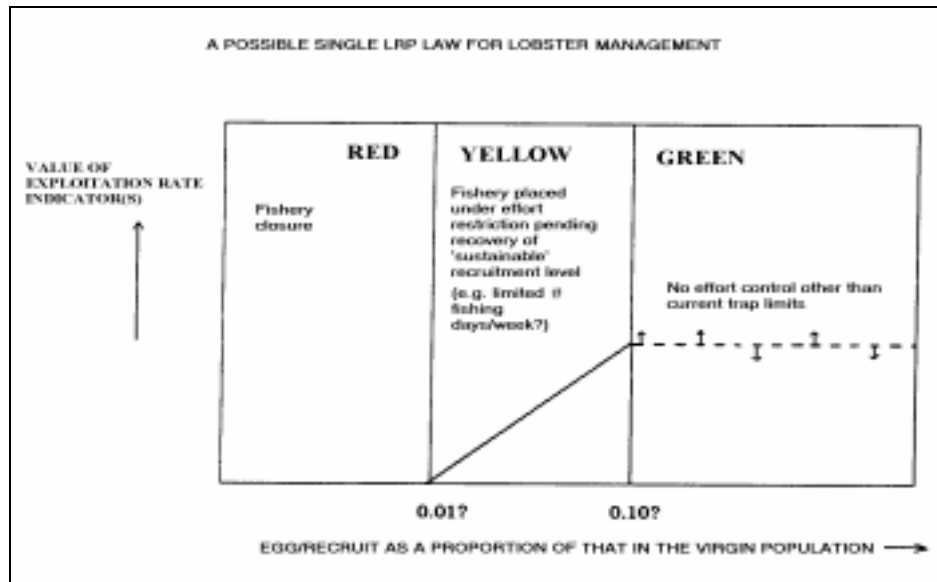 A POSSIBLE SINGLE LRP LAW FOR LOBSTER MANAGEMENT
RED
YELLOW
GREEN
VALUE OF
EXPLOITATION RATE
INDICATOR(S)
Fishery
closure
Fishery placed
under effort
restriction pending
recovery of
'sustainable'
recruitment level
(e.g. limited #
fishing
days/week?)
No effort control other than
current trap limits
0.01?
0.10?
EGG/RECRUIT AS A PROPORTION OF THAT IN THE VIRGIN POPULATION